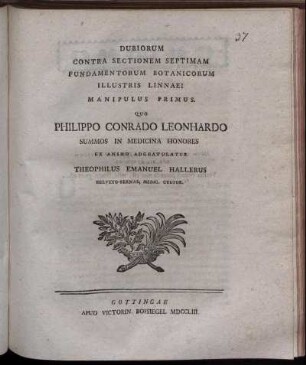 27
DUBIORUM
CONTRA SECTIONEM SEPTIMAM
FUNDAMENTORUM BOTANICORUM
ILLUSTRIS LINNAEI
MANIPULUS PRIMUS.
QUO
PHILIPPO CONRADO LEONHARDO
SUMMOS IN MEDICINA HONORES
EX ANIMO ADGRATULATUR
THEOPHILUS EMANUEL HALLERUS
HELVETO-BERNAS, MEDIC. STUDIOS.
GOTTINGAE
APUD VICTORIN. BOSSIEGEL MDCCLIII.